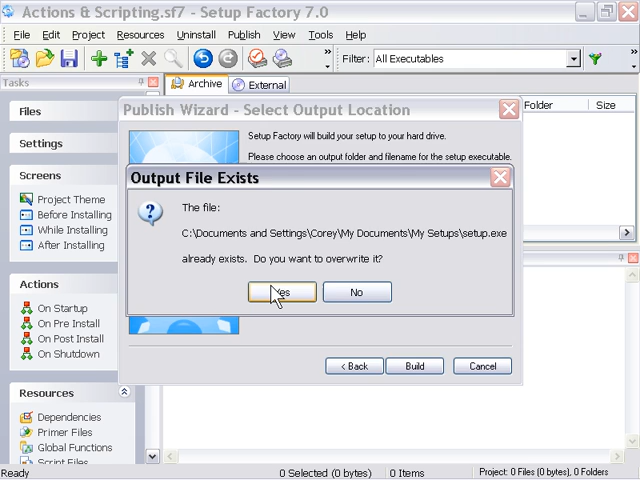 Actions & Scripting.sf7 - Setup Factory 7.0
File Edit Project Resources Uninstall Publish View Tools Help
Filter: All Executables
Tasks
Archive External
Files
Folder Size
Publish Wizard - Select Output Location
Setup Factory will build your setup to your hard drive.
Please choose an output folder and filename for the setup executable.
Settings
Output File Exists
Screens
Project Theme
Before Installing
While Installing
After Installing
The file:
C:\Documents and Settings\Corey\My Documents\My Setups\setup.exe
already exists. Do you want to overwrite it?
No
Actions
On Startup
On Pre Install
On Post Install
On Shutdown
< Back Build Cancel
Resources
Dependencies
Primer Files
Global Functions
Script Files
Ready 0 Selected (0 bytes) 0 Items Project: 0 Files (0 bytes), 0 Folders